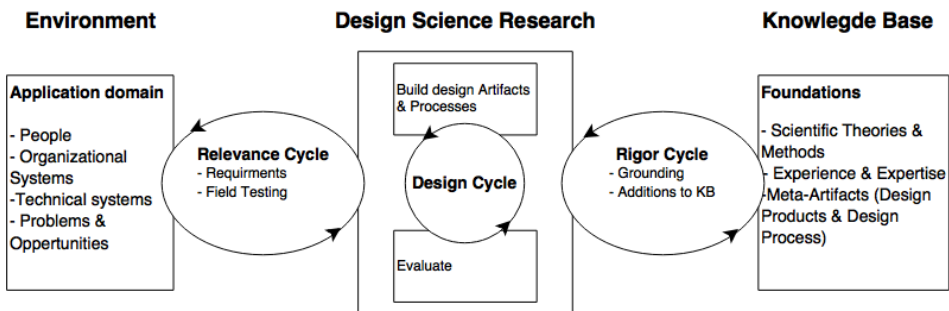 Environment
Design Science Research
Knowlegde Base
Application domain
- People
- Organizational
Systems
-Technical systems
- Problems &
Oppertunities
Relevance Cycle
- Requirments
- Field Testing
Build design Artifacts
& Processes
Design Cycle
Evaluate
Rigor Cycle
- Grounding
- Additions to KB
Foundations
- Scientific Theories &
Methods
- Experience & Expertise
-Meta-Artifacts (Design
Products & Design
Process)